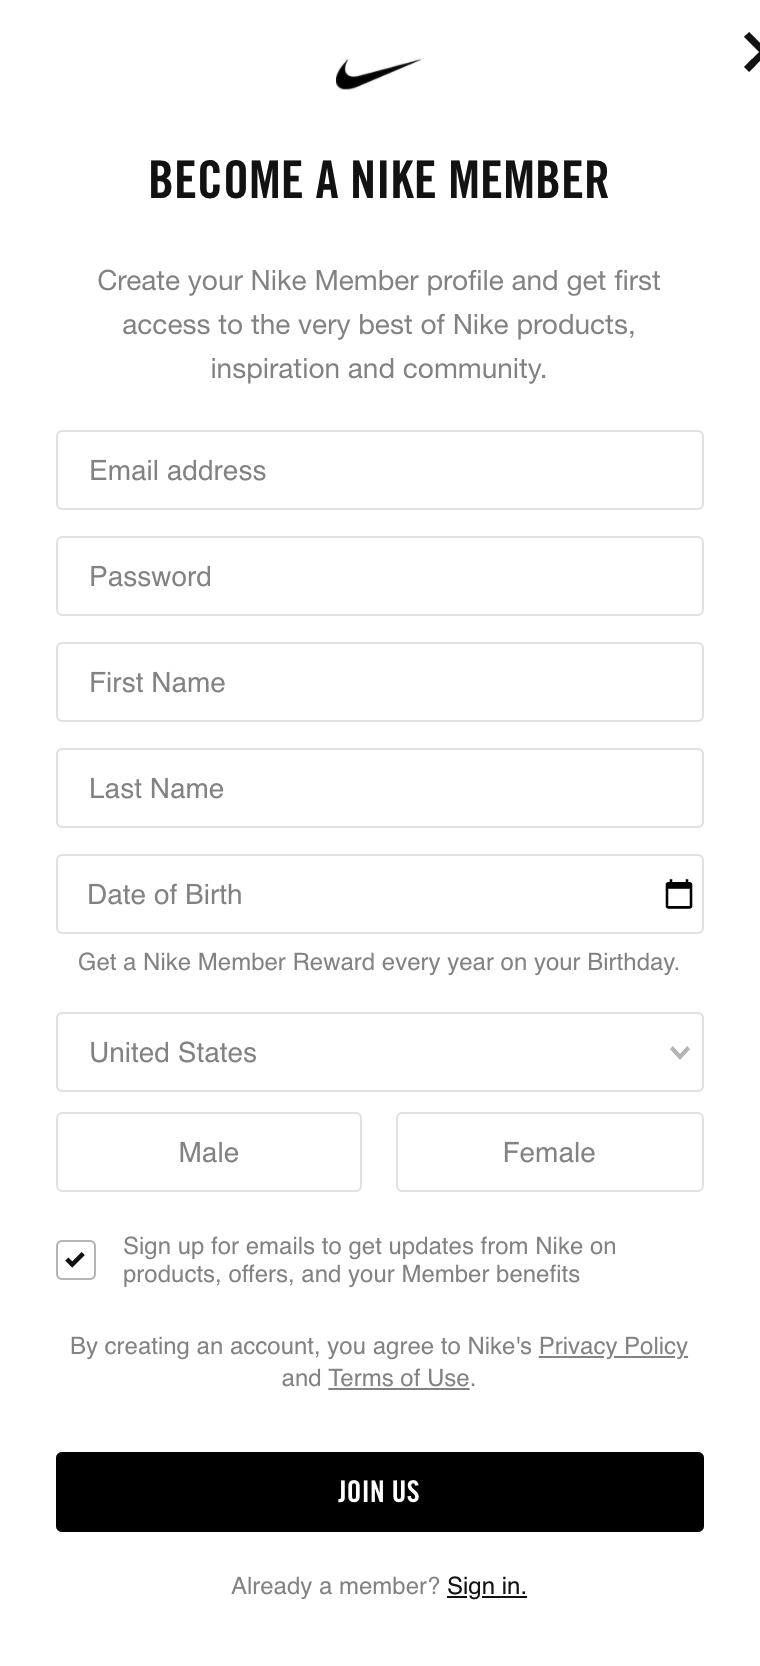 BECOME A NIKE MEMBER
Create your Nike Member profile and get first
access to the very best of Nike products,
inspiration and community.
Email address
Password
First Name
Last Name
Date of Birth
Get a Nike Member Reward every year on your Birthday.
United States
Male Female
Sign up for emails to get updates from Nike on
products, offers, and your Member benefits
By creating an account, you agree to Nike's Privacy Policy
and Terms of Use.
JOIN US
Already a member? Sign in.